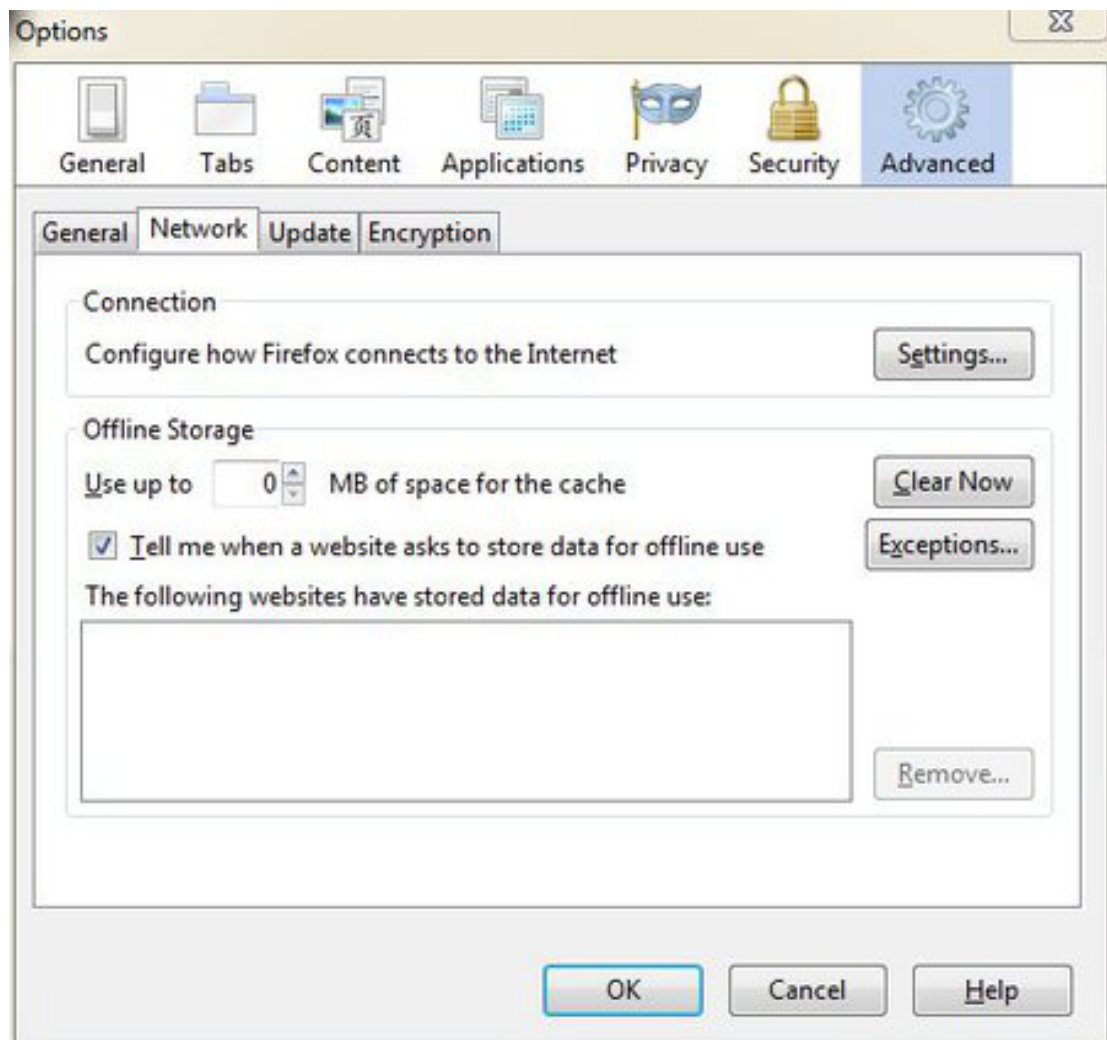 Options
General Tabs Content Applications Privacy Security Advanced
页
General Network Update Encryption
Connection
Configure how Firefox connects to the Internet Settings...
Offline Storage
Use up to 0 MB of space for the cache Clear Now
Tell me when a website asks to store data for offline use Exceptions...
The following websites have stored data for offline use:
Remove...
OK Cancel Help